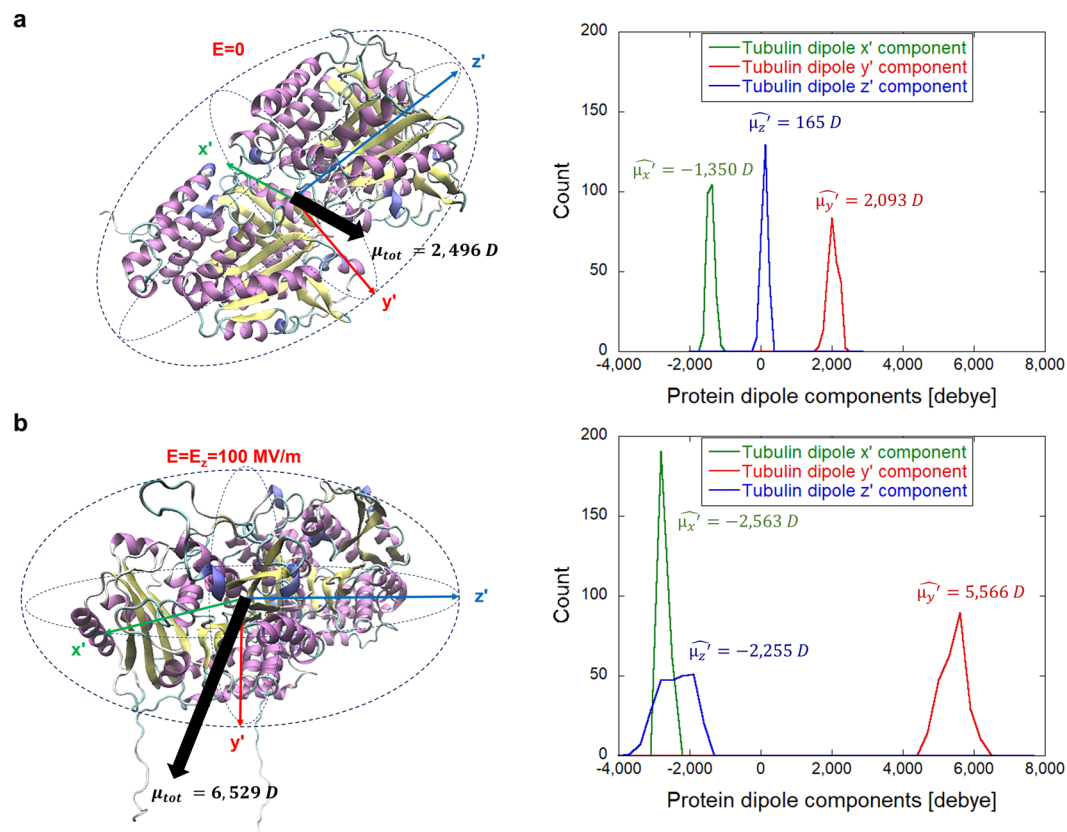 a
E=0
z'
x'
μtot = 2,496 D
y'
200
150
100
50
0
Count
Tubulin dipole x' component
Tubulin dipole y' component
Tubulin dipole z' component
μz'^ = 165 D
μx'^ = −1,350 D
μy'^ = 2,093 D
-4,000 -2,000 0 2,000 4,000 6,000 8,000
Protein dipole components [debye]
b
E=Ez=100 MV/m
z'
x'
y'
μtot = 6,529 D
200
150
100
50
0
Count
Tubulin dipole x' component
Tubulin dipole y' component
Tubulin dipole z' component
μx'^ = −2,563 D
μy'^ = 5,566 D
μz'^ = −2,255 D
-4,000 -2,000 0 2,000 4,000 6,000 8,000
Protein dipole components [debye]